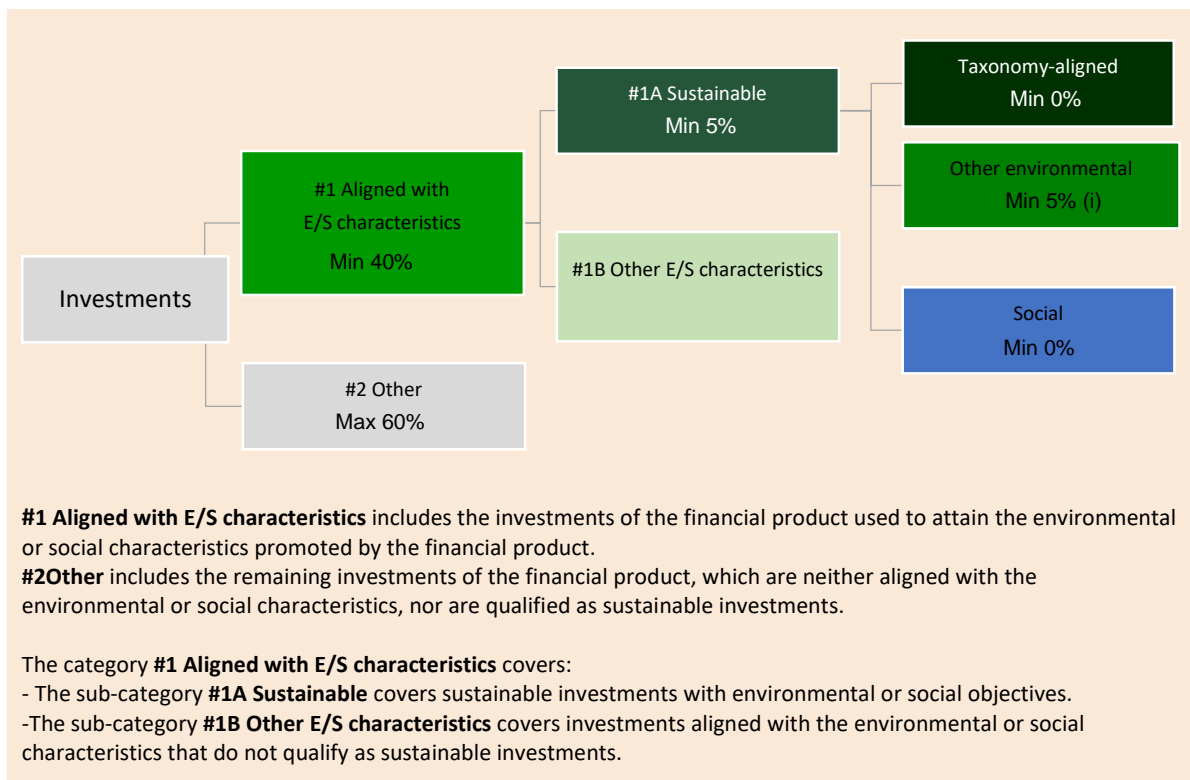 Investments
#1 Aligned with
E/S characteristics
Min 40%
#2 Other
Max 60%
#1A Sustainable
Min 5%
#1B Other E/S characteristics
Taxonomy-aligned
Min 0%
Other environmental
Min 5% (i)
Social
Min 0%
#1 Aligned with E/S characteristics includes the investments of the financial product used to attain the environmental
or social characteristics promoted by the financial product.
#2Other includes the remaining investments of the financial product, which are neither aligned with the
environmental or social characteristics, nor are qualified as sustainable investments.
The category #1 Aligned with E/S characteristics covers:
- The sub-category #1A Sustainable covers sustainable investments with environmental or social objectives.
-The sub-category #1B Other E/S characteristics covers investments aligned with the environmental or social
characteristics that do not qualify as sustainable investments.